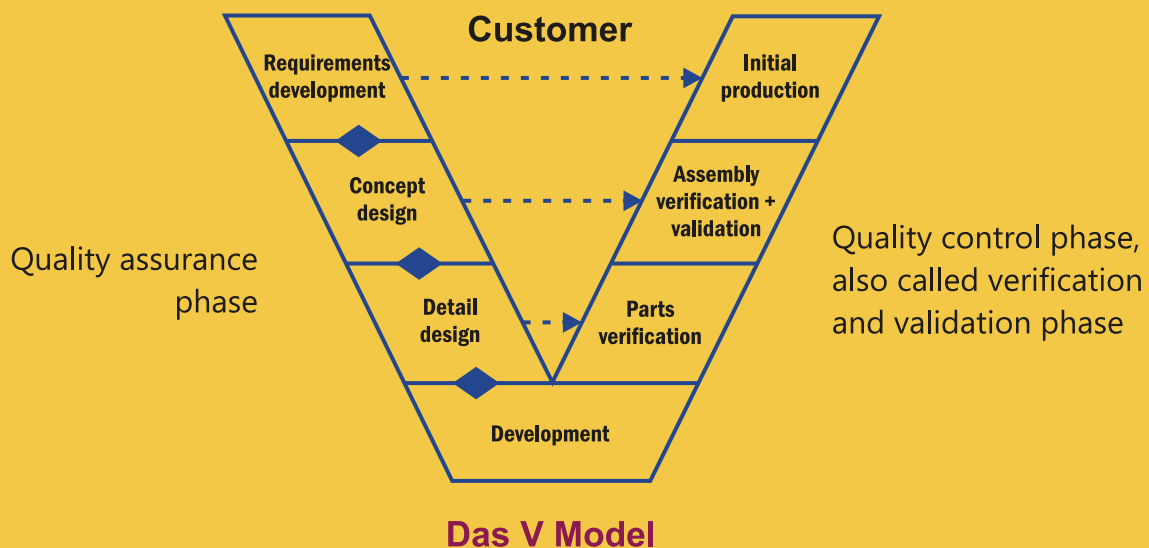 Customer
Requirements
development
Initial
production
Concept
design
Assembly
verification +
validation
Quality assurance
phase
Quality control phase,
also called verification
and validation phase
Detail
design
Parts
verification
Development
Das V Model